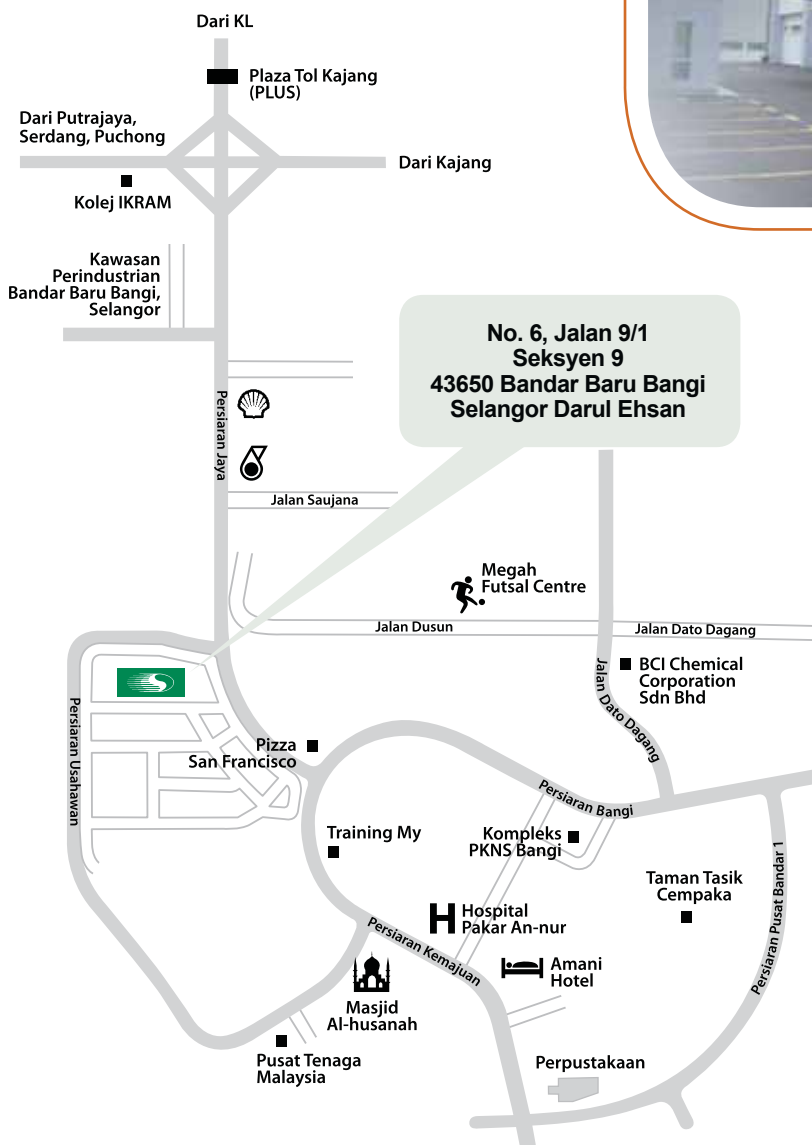 Dari KL
Plaza Tol Kajang
(PLUS)
Dari Putrajaya,
Serdang, Puchong
Dari Kajang
Kolej IKRAM
Kawasan
Perindustrian
Bandar Baru Bangi,
Selangor
No. 6, Jalan 9/1
Seksyen 9
43650 Bandar Baru Bangi
Selangor Darul Ehsan
Persiaran Jaya
Jalan Saujana
Megah
Futsal Centre
Jalan Dusun
Jalan Dato Dagang
BCI Chemical
Corporation
Sdn Bhd
Jalan Dato Dagang
Persiaran Usahawan
Pizza
San Francisco
Persiaran Bangi
Training My
Kompleks
PKNS Bangi
Taman Tasik
Cempaka
Persiaran Pusat Bandar 1
Hospital
Pakar An-nur
Persiaran Kemajuan
Amani
Hotel
Masjid
Al-husanah
Pusat Tenaga
Malaysia
Perpustakaan